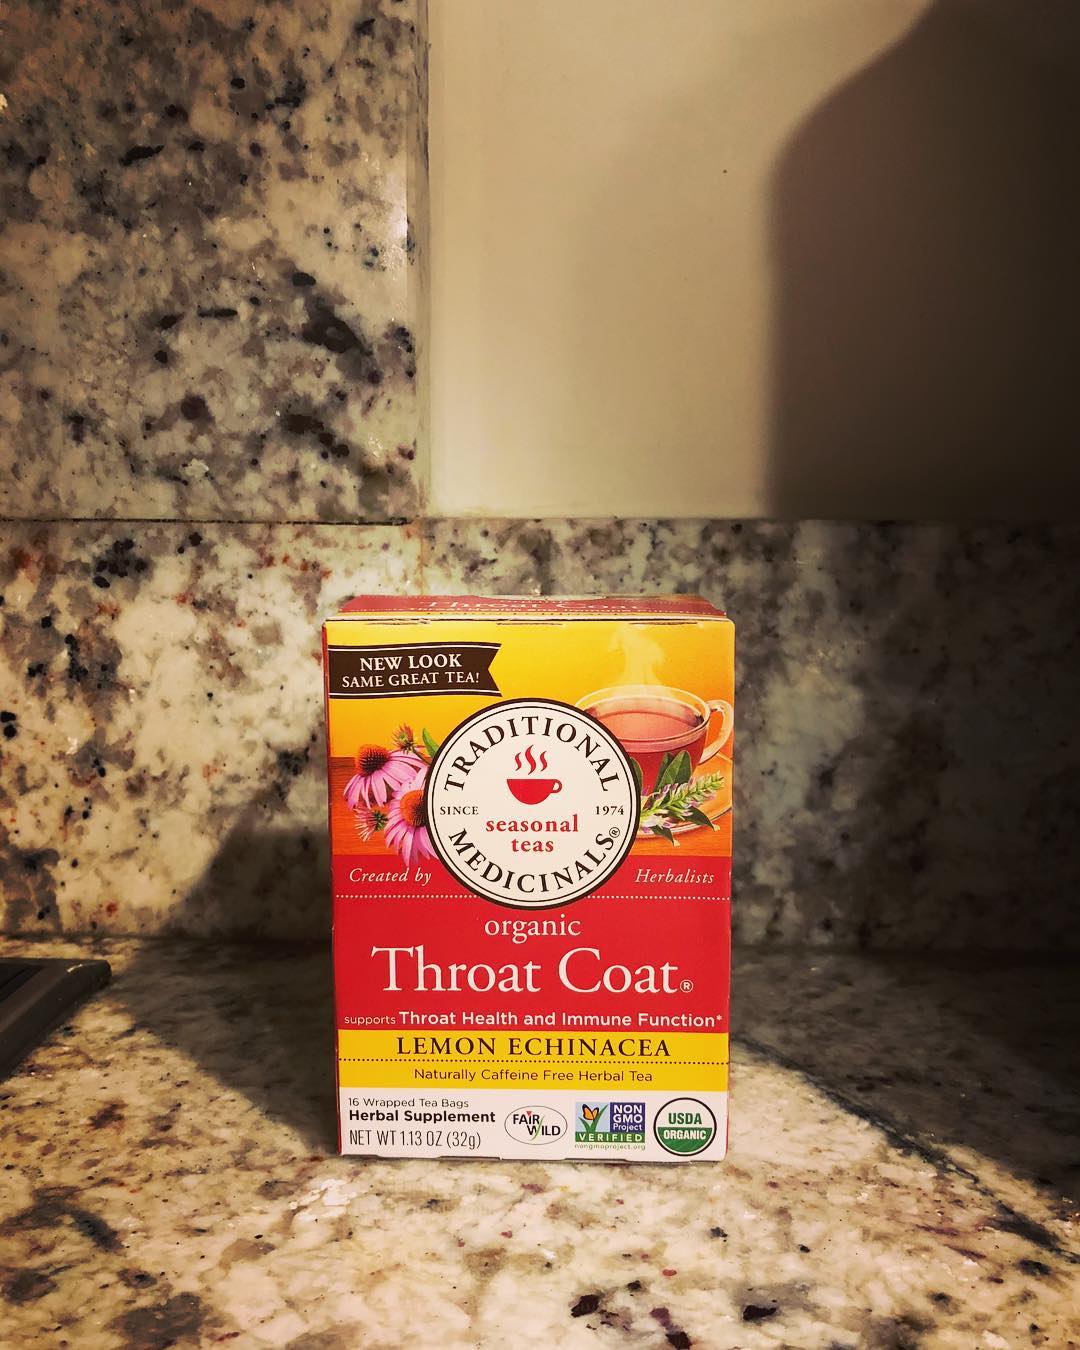 Throat Coat
NEW LOOK
SAME GREAT TEA!
TRADITIONAL
SINCE 1974
seasonal
teas
MEDICINALS®
Created by Herbalists
organic
Throat Coat®
supports Throat Health and Immune Function*
LEMON ECHINACEA
Naturally Caffeine Free Herbal Tea
16 Wrapped Tea Bags
Herbal Supplement
NET WT 1.13 OZ (32g)
FAIR
WILD
NON
GMO
Project
VERIFIED
nongmoproject.org
USDA
ORGANIC